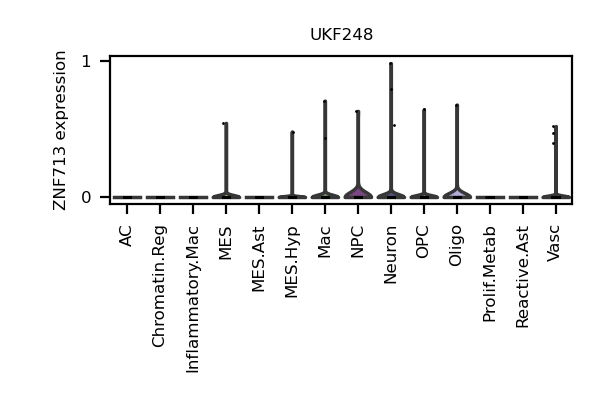 UKF248
ZNF713 expression
1
0
AC
Chromatin.Reg
Inflammatory.Mac
MES
MES.Ast
MES.Hyp
Mac
NPC
Neuron
OPC
Oligo
Prolif.Metab
Reactive.Ast
Vasc